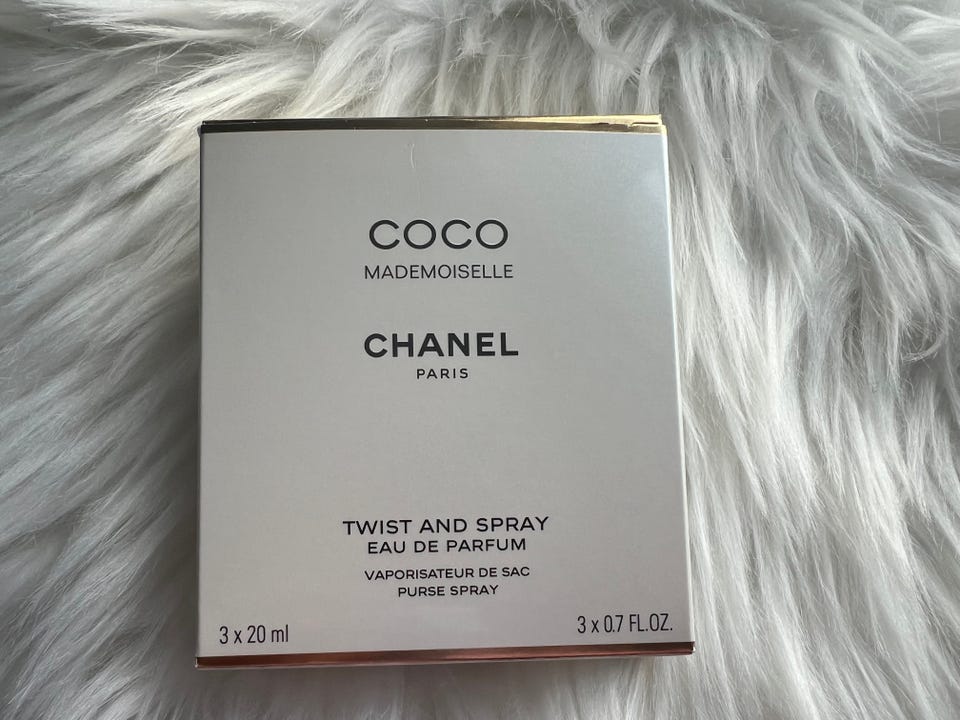 COCO
MADEMOISELLE
CHANEL
PARIS
TWIST AND SPRAY
EAU DE PARFUM
VAPORISATEUR DE SAC
PURSE SPRAY
3 x 20 ml
3 x 0.7 FL.OZ.